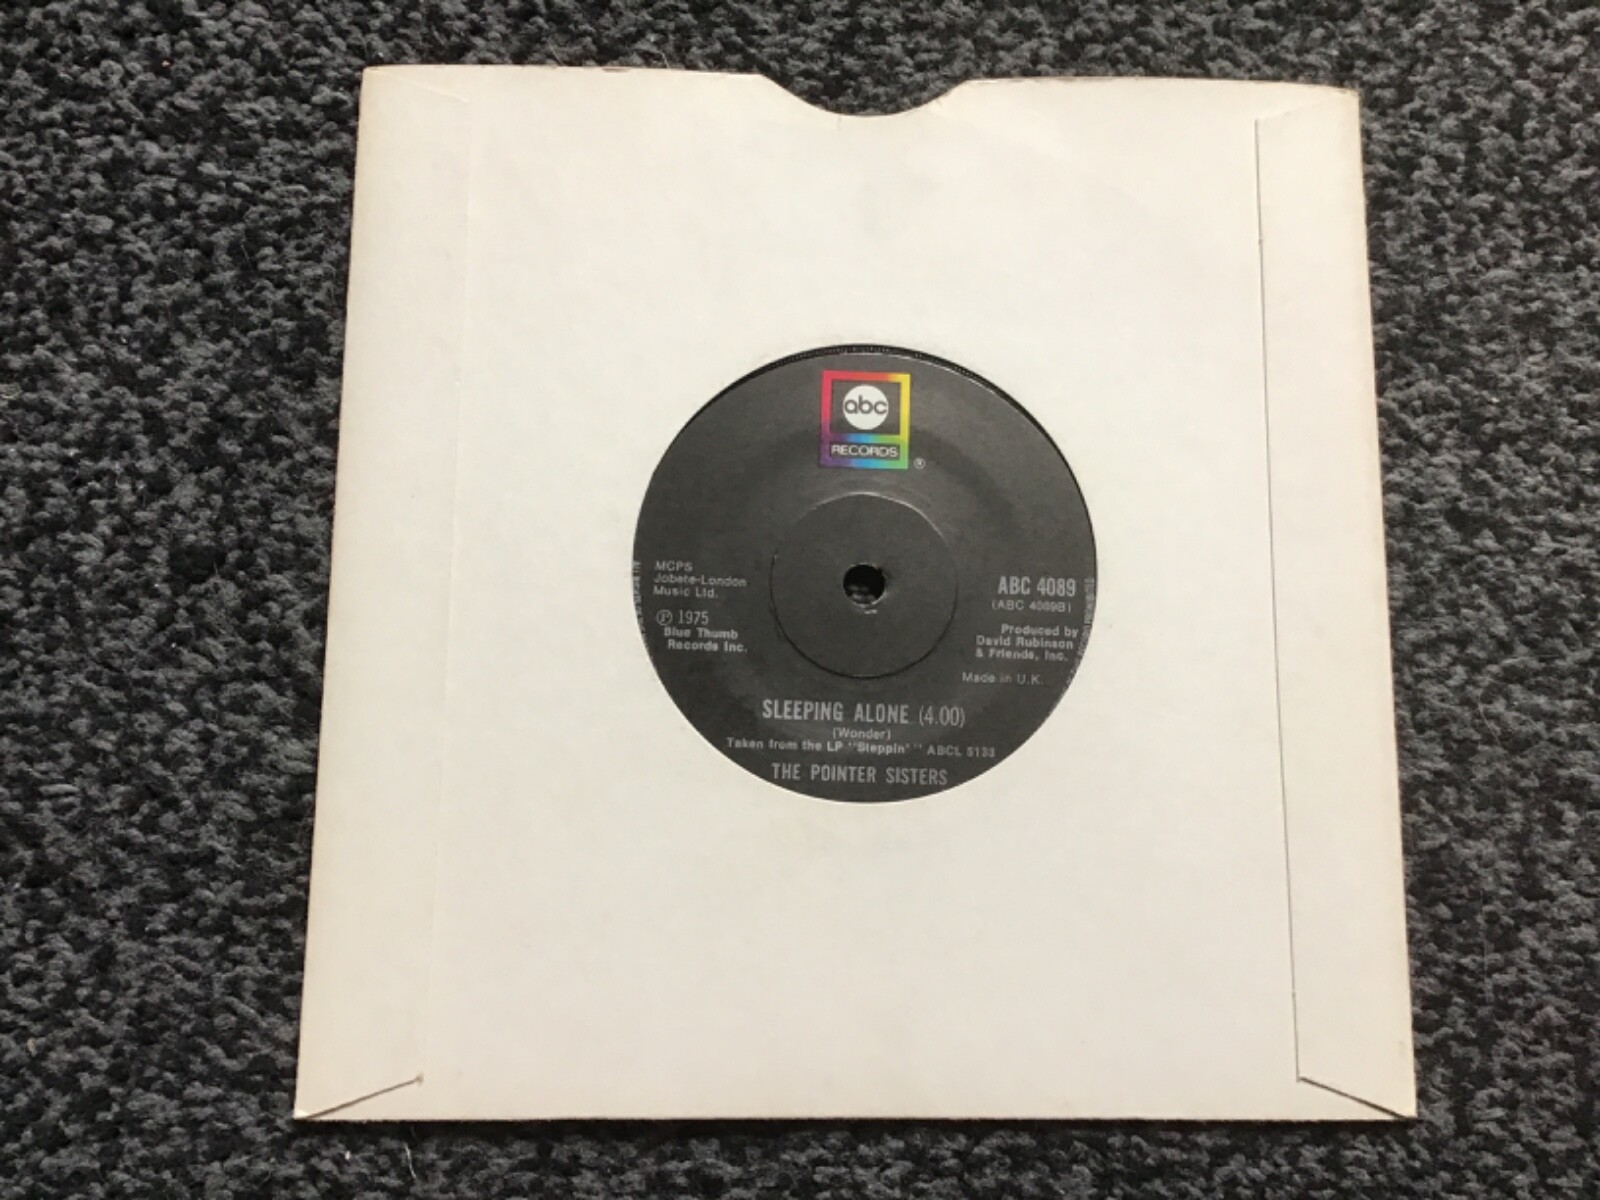 abc
RECORDS
®
MCPS
Jobete-London
Music Ltd.
℗ 1975
Blue Thumb
Records Inc.
ABC 4089
(ABC 4089B)
Produced by
David Rubinson
& Friends, Inc.
Made in U.K.
SLEEPING ALONE (4.00)
(Wonder)
Taken from the LP "Steppin'" ABCL 5133
THE POINTER SISTERS